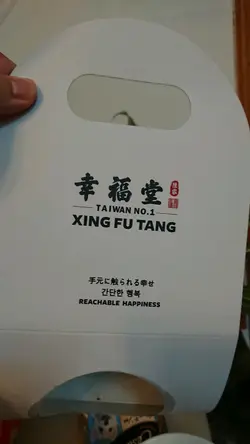 幸福堂
TAIWAN NO.1
XING FU TANG
手元に触られる幸せ
간단한 행복
REACHABLE HAPPINESS